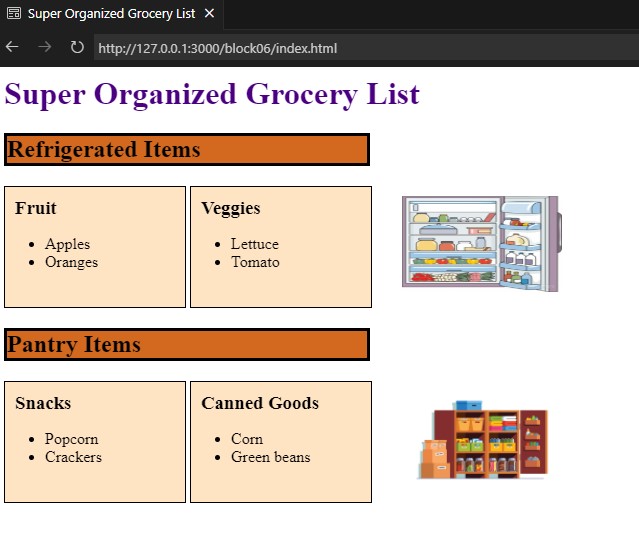 Super Organized Grocery List
http://127.0.0.1:3000/block06/index.html
Super Organized Grocery List
Refrigerated Items
Fruit
Apples
Oranges
Veggies
Lettuce
Tomato
Pantry Items
Snacks
Popcorn
Crackers
Canned Goods
Corn
Green beans